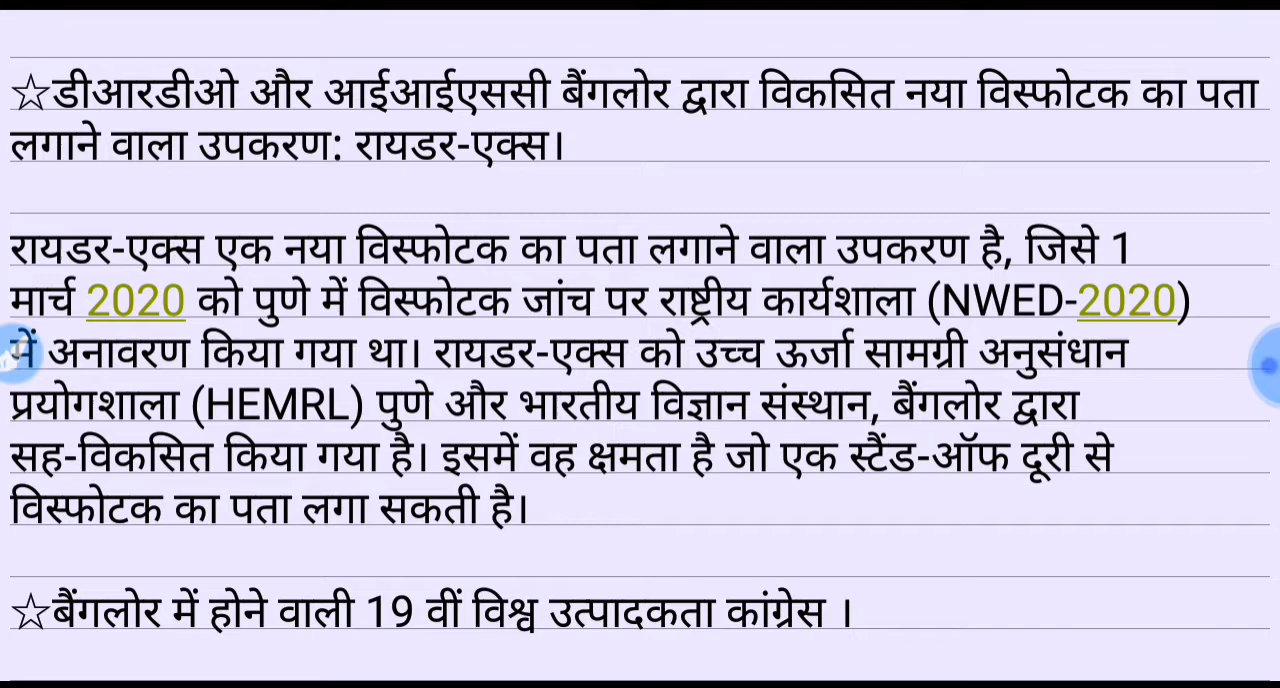 ☆डीआरडीओ और आईआईएससी बैंगलोर द्वारा विकसित नया विस्फोटक का पता
लगाने वाला उपकरण: रायडर-एक्स।
रायडर-एक्स एक नया विस्फोटक का पता लगाने वाला उपकरण है, जिसे 1
मार्च 2020 को पुणे में विस्फोटक जांच पर राष्ट्रीय कार्यशाला (NWED-2020)
में अनावरण किया गया था। रायडर-एक्स को उच्च ऊर्जा सामग्री अनुसंधान
प्रयोगशाला (HEMRL) पुणे और भारतीय विज्ञान संस्थान, बैंगलोर द्वारा
सह-विकसित किया गया है। इसमें वह क्षमता है जो एक स्टैंड-ऑफ दूरी से
विस्फोटक का पता लगा सकती है।
☆बैंगलोर में होने वाली 19 वीं विश्व उत्पादकता कांग्रेस ।